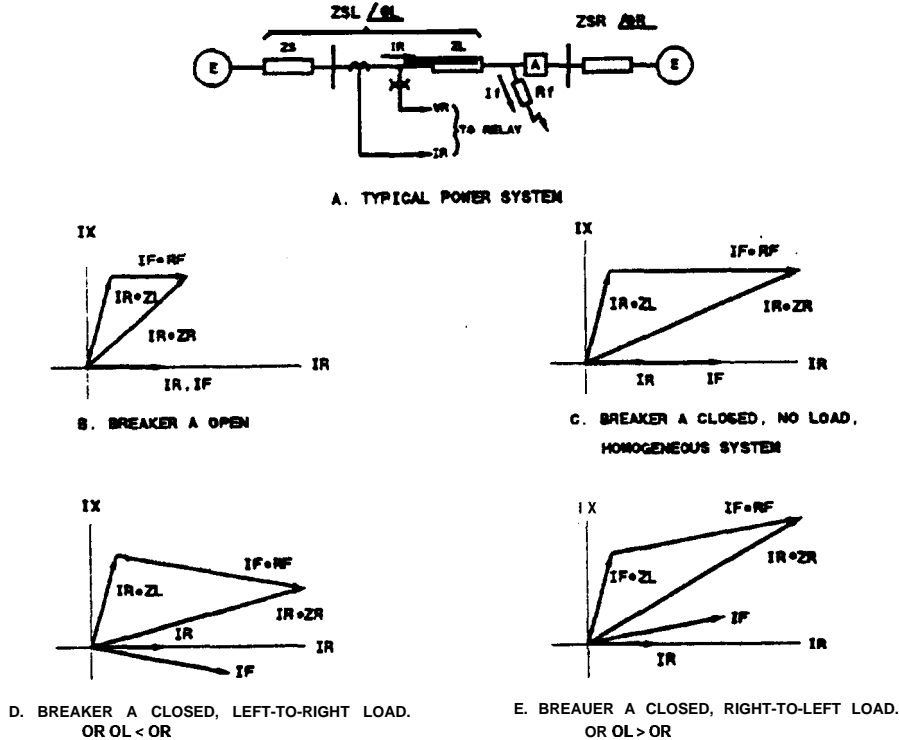 ZSL /ΘL
ZSR /ΘR
ZS
IR
ZL
E
A
E
If
Rf
VR
TO RELAY
IR
A. TYPICAL POWER SYSTEM
IX
IF•RF
IR•ZL
IR•ZR
IR
IR, IF
B. BREAKER A OPEN
IX
IF•RF
IR•ZL
IR•ZR
IR
IR
IF
C. BREAKER A CLOSED, NO LOAD,
HOMOGENEOUS SYSTEM
IX
IF•RF
IR•ZL
IR•ZR
IR
IR
IF
D. BREAKER A CLOSED, LEFT-TO-RIGHT LOAD.
OR OL < OR
IX
IF•RF
IR•ZR
IF•ZL
IF
IR
IR
E. BREAUER A CLOSED, RIGHT-TO-LEFT LOAD.
OR OL > OR